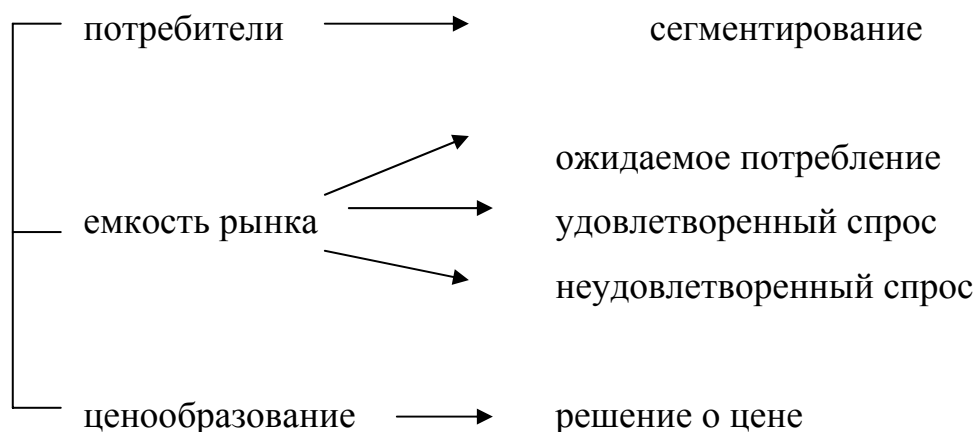 потребители сегментирование
ожидаемое потребление
емкость рынка удовлетворенный спрос
неудовлетворенный спрос
ценообразование решение о цене